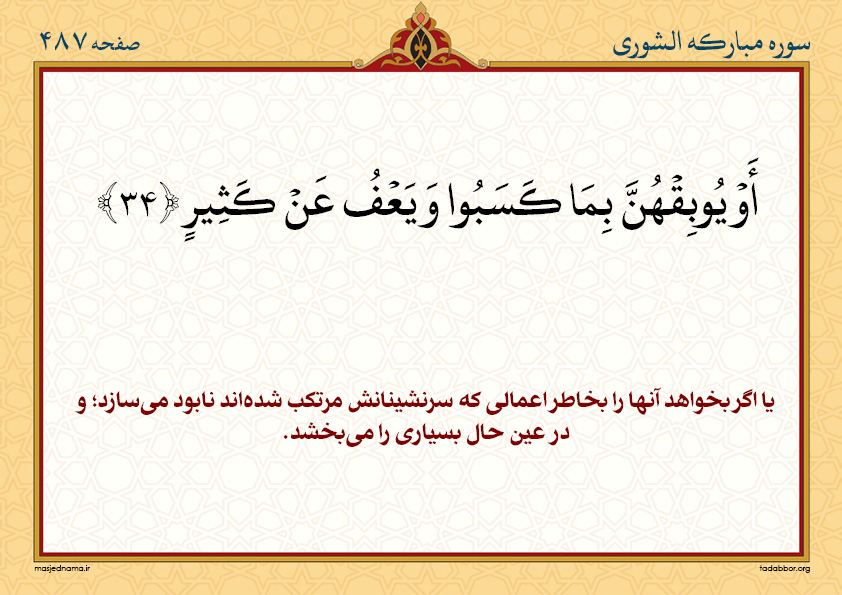 سوره مبارکه الشوری
صفحه ۴۸۷
أَوْ يُوبِقْهُنَّ بِمَا كَسَبُوا وَيَعْفُ عَنْ كَثِيرٍ ﴿۳۴﴾
یا اگر بخواهد آنها را بخاطر اعمالی که سرنشینانش مرتکب شده‌اند نابود می‌سازد؛ و
در عین حال بسیاری را می‌بخشد.
masjednama.ir
tadabbor.org